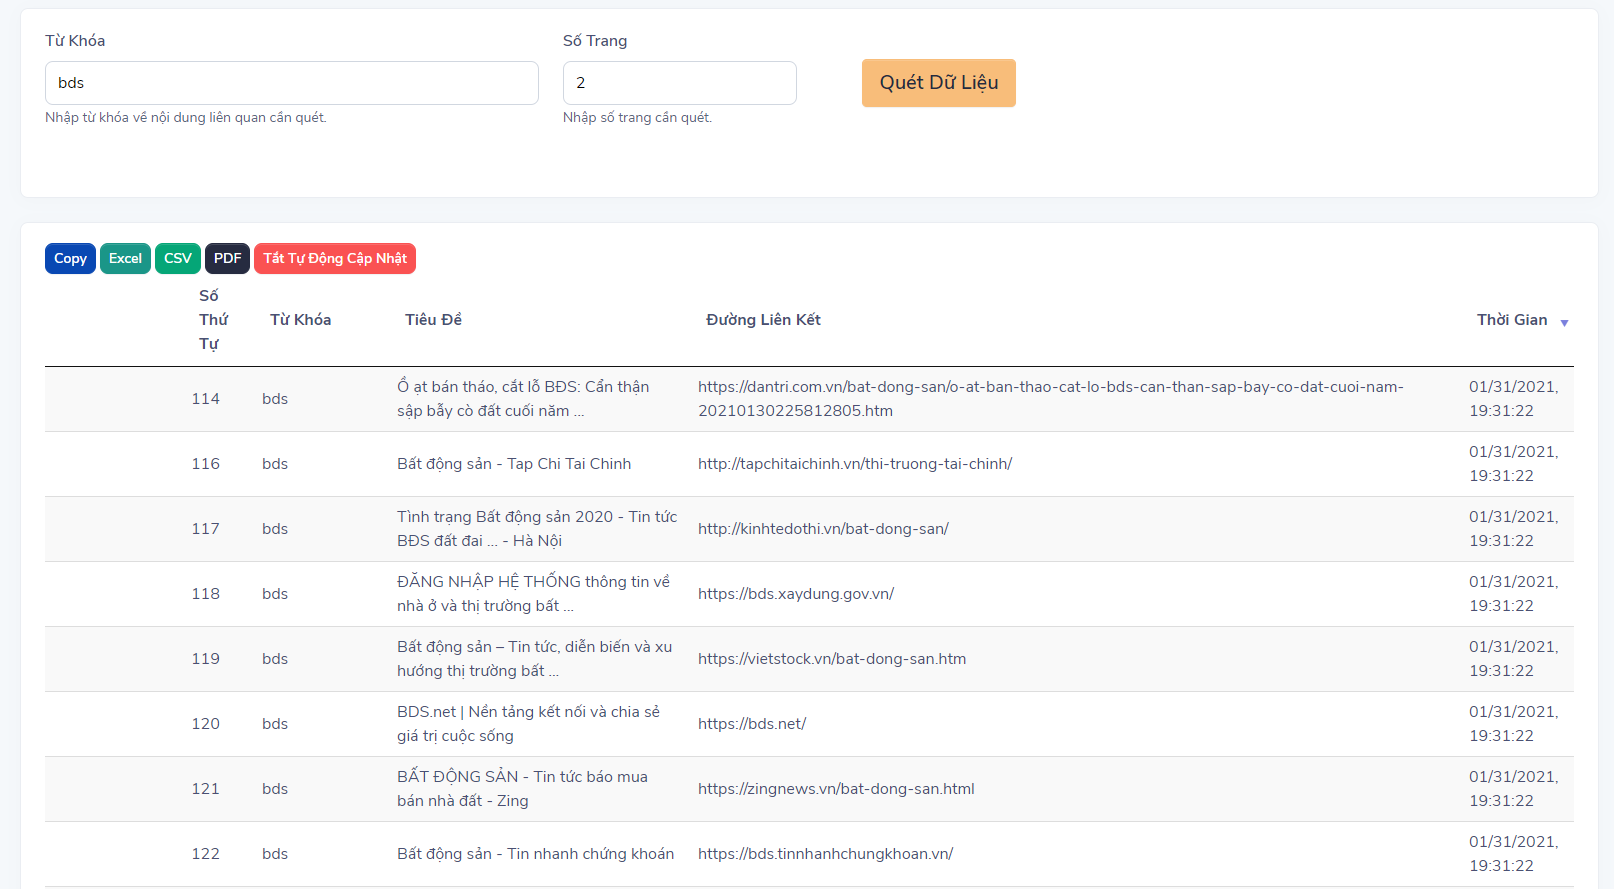 Từ Khóa
Số Trang
bds
2
Quét Dữ Liệu
Nhập từ khóa về nội dung liên quan cần quét.
Nhập số trang cần quét.
Copy
Excel
CSV
PDF
Tắt Tự Động Cập Nhật
Số
Thứ
Tự
Từ Khóa
Tiêu Đề
Đường Liên Kết
Thời Gian
114
bds
Ồ ạt bán tháo, cắt lỗ BĐS: Cẩn thận
sập bẫy cò đất cuối năm ...
https://dantri.com.vn/bat-dong-san/o-at-ban-thao-cat-lo-bds-can-than-sap-bay-co-dat-cuoi-nam-
20210130225812805.htm
01/31/2021,
19:31:22
116
bds
Bất động sản - Tap Chi Tai Chinh
http://tapchitaichinh.vn/thi-truong-tai-chinh/
01/31/2021,
19:31:22
117
bds
Tình trạng Bất động sản 2020 - Tin tức
BĐS đất đai ... - Hà Nội
http://kinhtedothi.vn/bat-dong-san/
01/31/2021,
19:31:22
118
bds
ĐĂNG NHẬP HỆ THỐNG thông tin về
nhà ở và thị trường bất ...
https://bds.xaydung.gov.vn/
01/31/2021,
19:31:22
119
bds
Bất động sản – Tin tức, diễn biến và xu
hướng thị trường bất ...
https://vietstock.vn/bat-dong-san.htm
01/31/2021,
19:31:22
120
bds
BDS.net | Nền tảng kết nối và chia sẻ
giá trị cuộc sống
https://bds.net/
01/31/2021,
19:31:22
121
bds
BẤT ĐỘNG SẢN - Tin tức báo mua
bán nhà đất - Zing
https://zingnews.vn/bat-dong-san.html
01/31/2021,
19:31:22
122
bds
Bất động sản - Tin nhanh chứng khoán
https://bds.tinnhanhchungkhoan.vn/
01/31/2021,
19:31:22